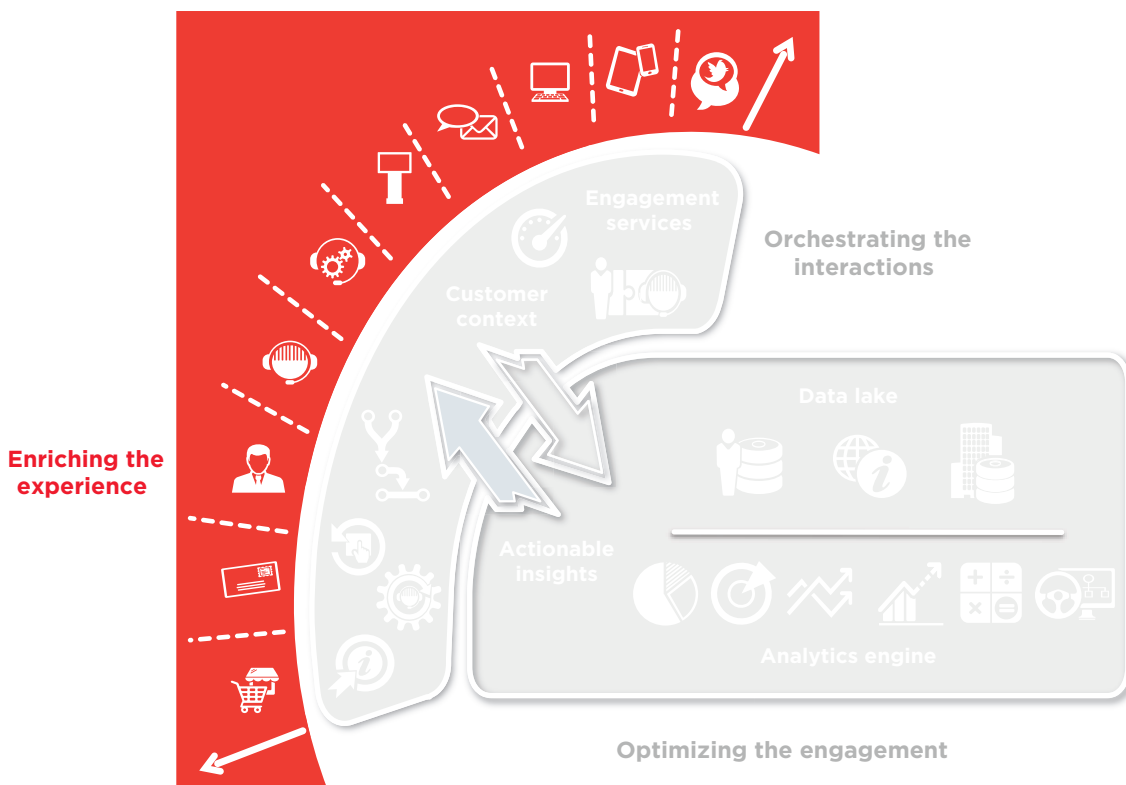 Engagement
services
Orchestrating the
interactions
Customer
context
Data lake
Enriching the
experience
Actionable
insights
Analytics engine
Optimizing the engagement